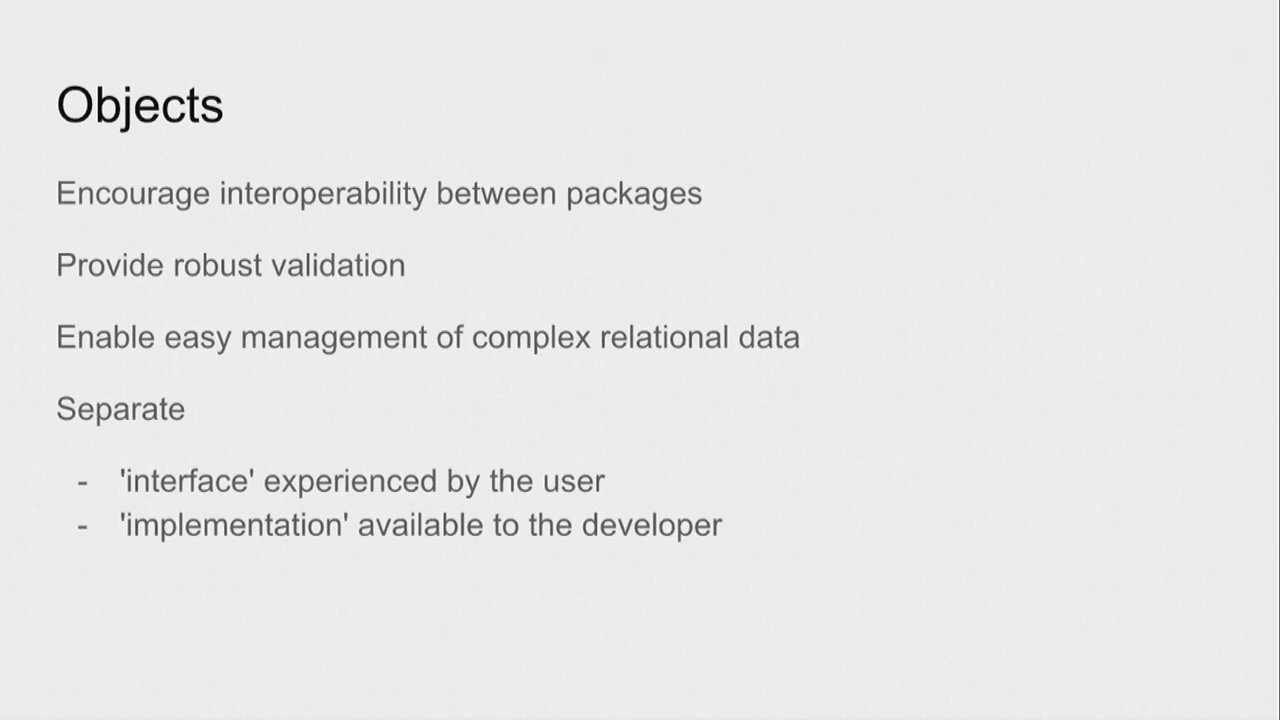 Objects
Encourage interoperability between packages
Provide robust validation
Enable easy management of complex relational data
Separate
- 'interface' experienced by the user
- 'implementation' available to the developer